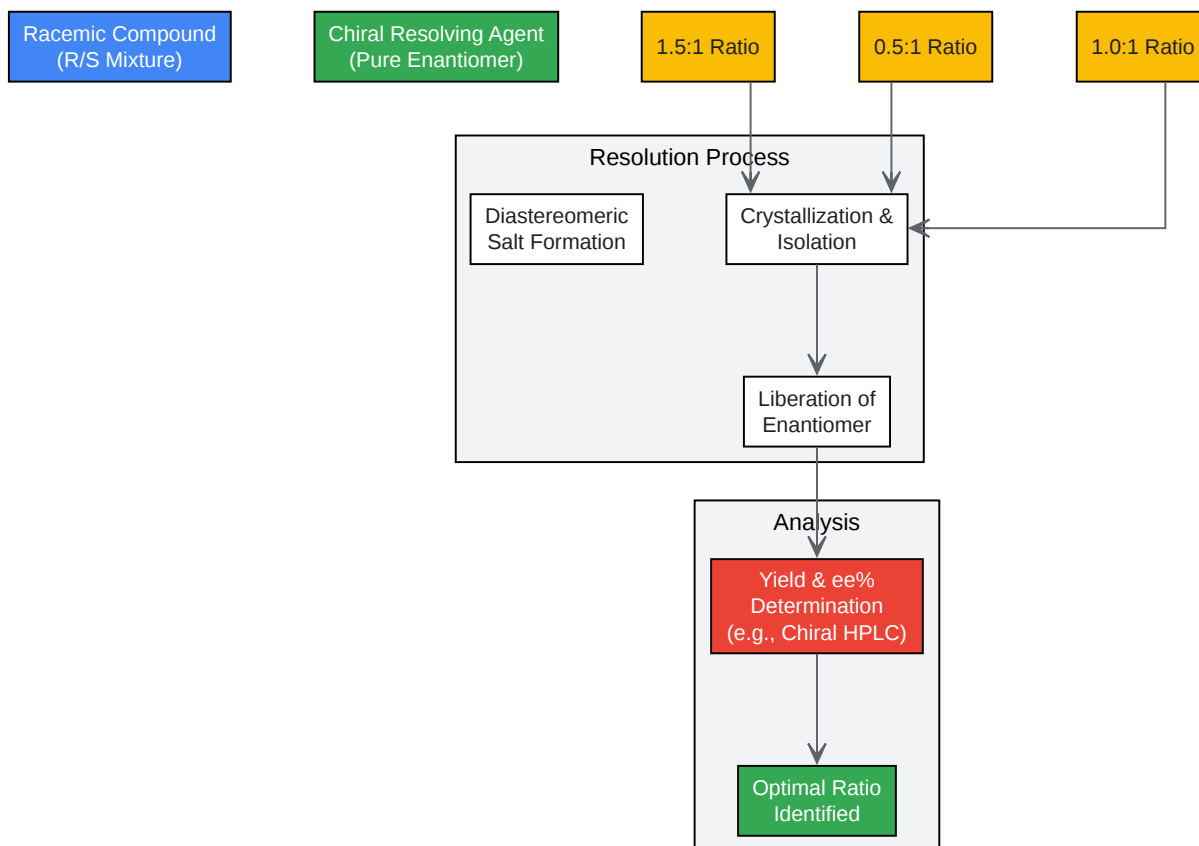 Racemic Compound
(R/S Mixture)
Chiral Resolving Agent
(Pure Enantiomer)
1.5:1 Ratio
0.5:1 Ratio
1.0:1 Ratio
Resolution Process
Diastereomeric
Salt Formation
Crystallization &
Isolation
Liberation of
Enantiomer
Analysis
Yield & ee%
Determination
(e.g., Chiral HPLC)
Optimal Ratio
Identified